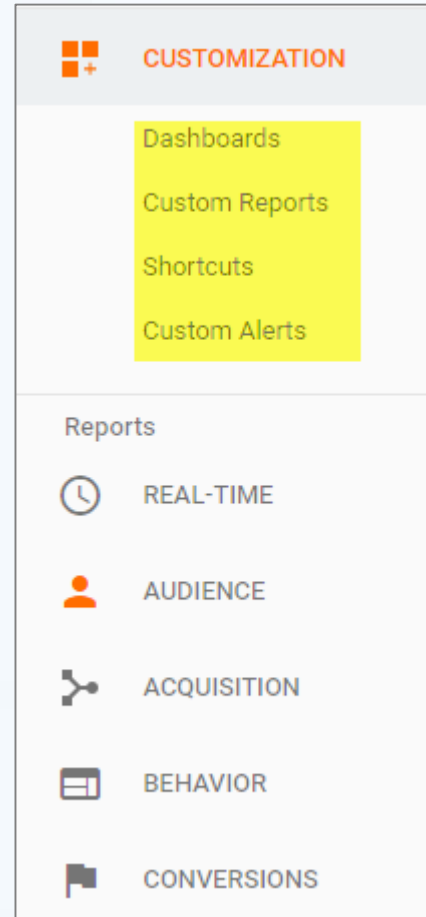 CUSTOMIZATION
Dashboards
Custom Reports
Shortcuts
Custom Alerts
Reports
REAL-TIME
AUDIENCE
ACQUISITION
BEHAVIOR
CONVERSIONS